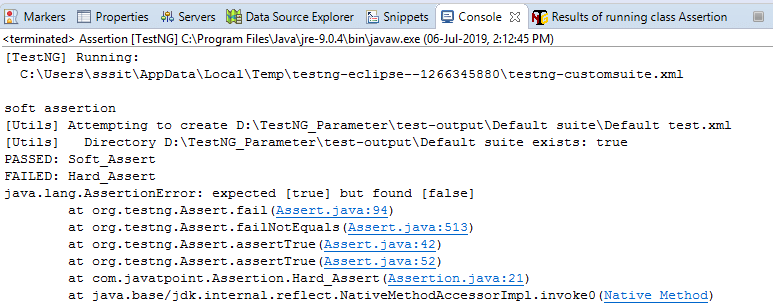 Markers Properties Servers Data Source Explorer Snippets Console Results of running class Assertion
<terminated> Assertion [TestNG] C:\Program Files\Java\jre-9.0.4\bin\javaw.exe (06-Jul-2019, 2:12:45 PM)
[TestNG] Running:
C:\Users\sssit\AppData\Local\Temp\testng-eclipse--1266345880\testng-customsuite.xml
soft assertion
[Utils] Attempting to create D:\TestNG_Parameter\test-output\Default suite\Default test.xml
[Utils]   Directory D:\TestNG_Parameter\test-output\Default suite exists: true
PASSED: Soft_Assert
FAILED: Hard_Assert
java.lang.AssertionError: expected [true] but found [false]
at org.testng.Assert.fail(Assert.java:94)
at org.testng.Assert.failNotEquals(Assert.java:513)
at org.testng.Assert.assertTrue(Assert.java:42)
at org.testng.Assert.assertTrue(Assert.java:52)
at com.javatpoint.Assertion.Hard_Assert(Assertion.java:21)
at java.base/jdk.internal.reflect.NativeMethodAccessorImpl.invoke0(Native Method)